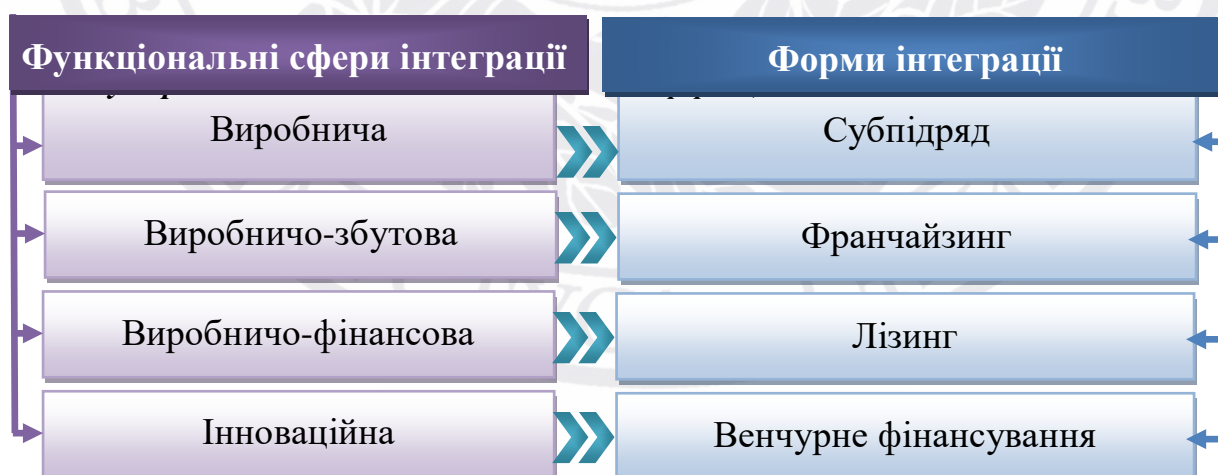 Функціональні сфери інтеграції
Форми інтеграції
Виробнича
Субпідряд
Виробничо-збутова
Франчайзинг
Виробничо-фінансова
Лізинг
Інноваційна
Венчурне фінансування